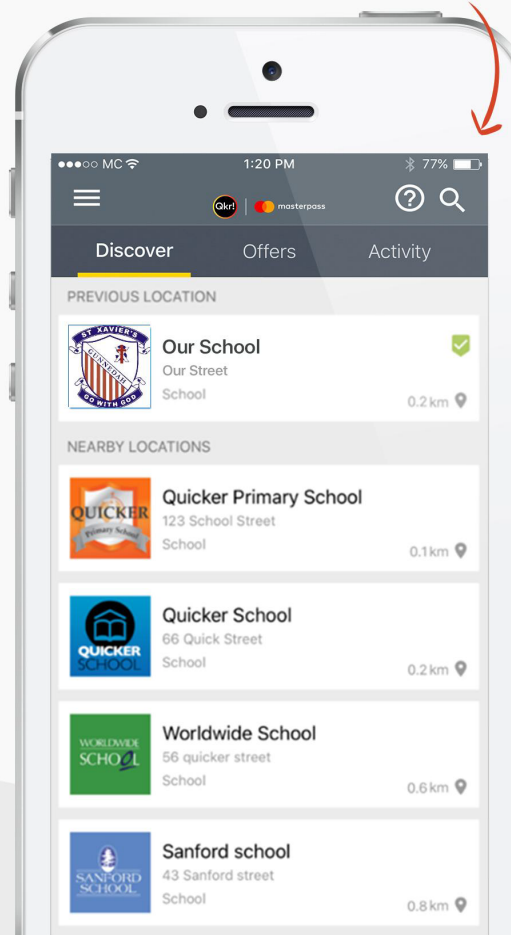 MC
1:20 PM
77%
Qkr!
masterpass
Discover
Offers
Activity
PREVIOUS LOCATION
ST XAVIER'S
GUNNEDAH
GO WITH GOD
Our School
Our Street
School
0.2 km
NEARBY LOCATIONS
QUICKER
Primary School
Quicker Primary School
123 School Street
School
0.1 km
QUICKER
SCHOOL
Quicker School
66 Quick Street
School
0.2 km
WORLDWIDE
SCHOOL
Worldwide School
56 quicker street
School
0.6 km
SANFORD
SCHOOL
Sanford school
43 Sanford street
School
0.8 km